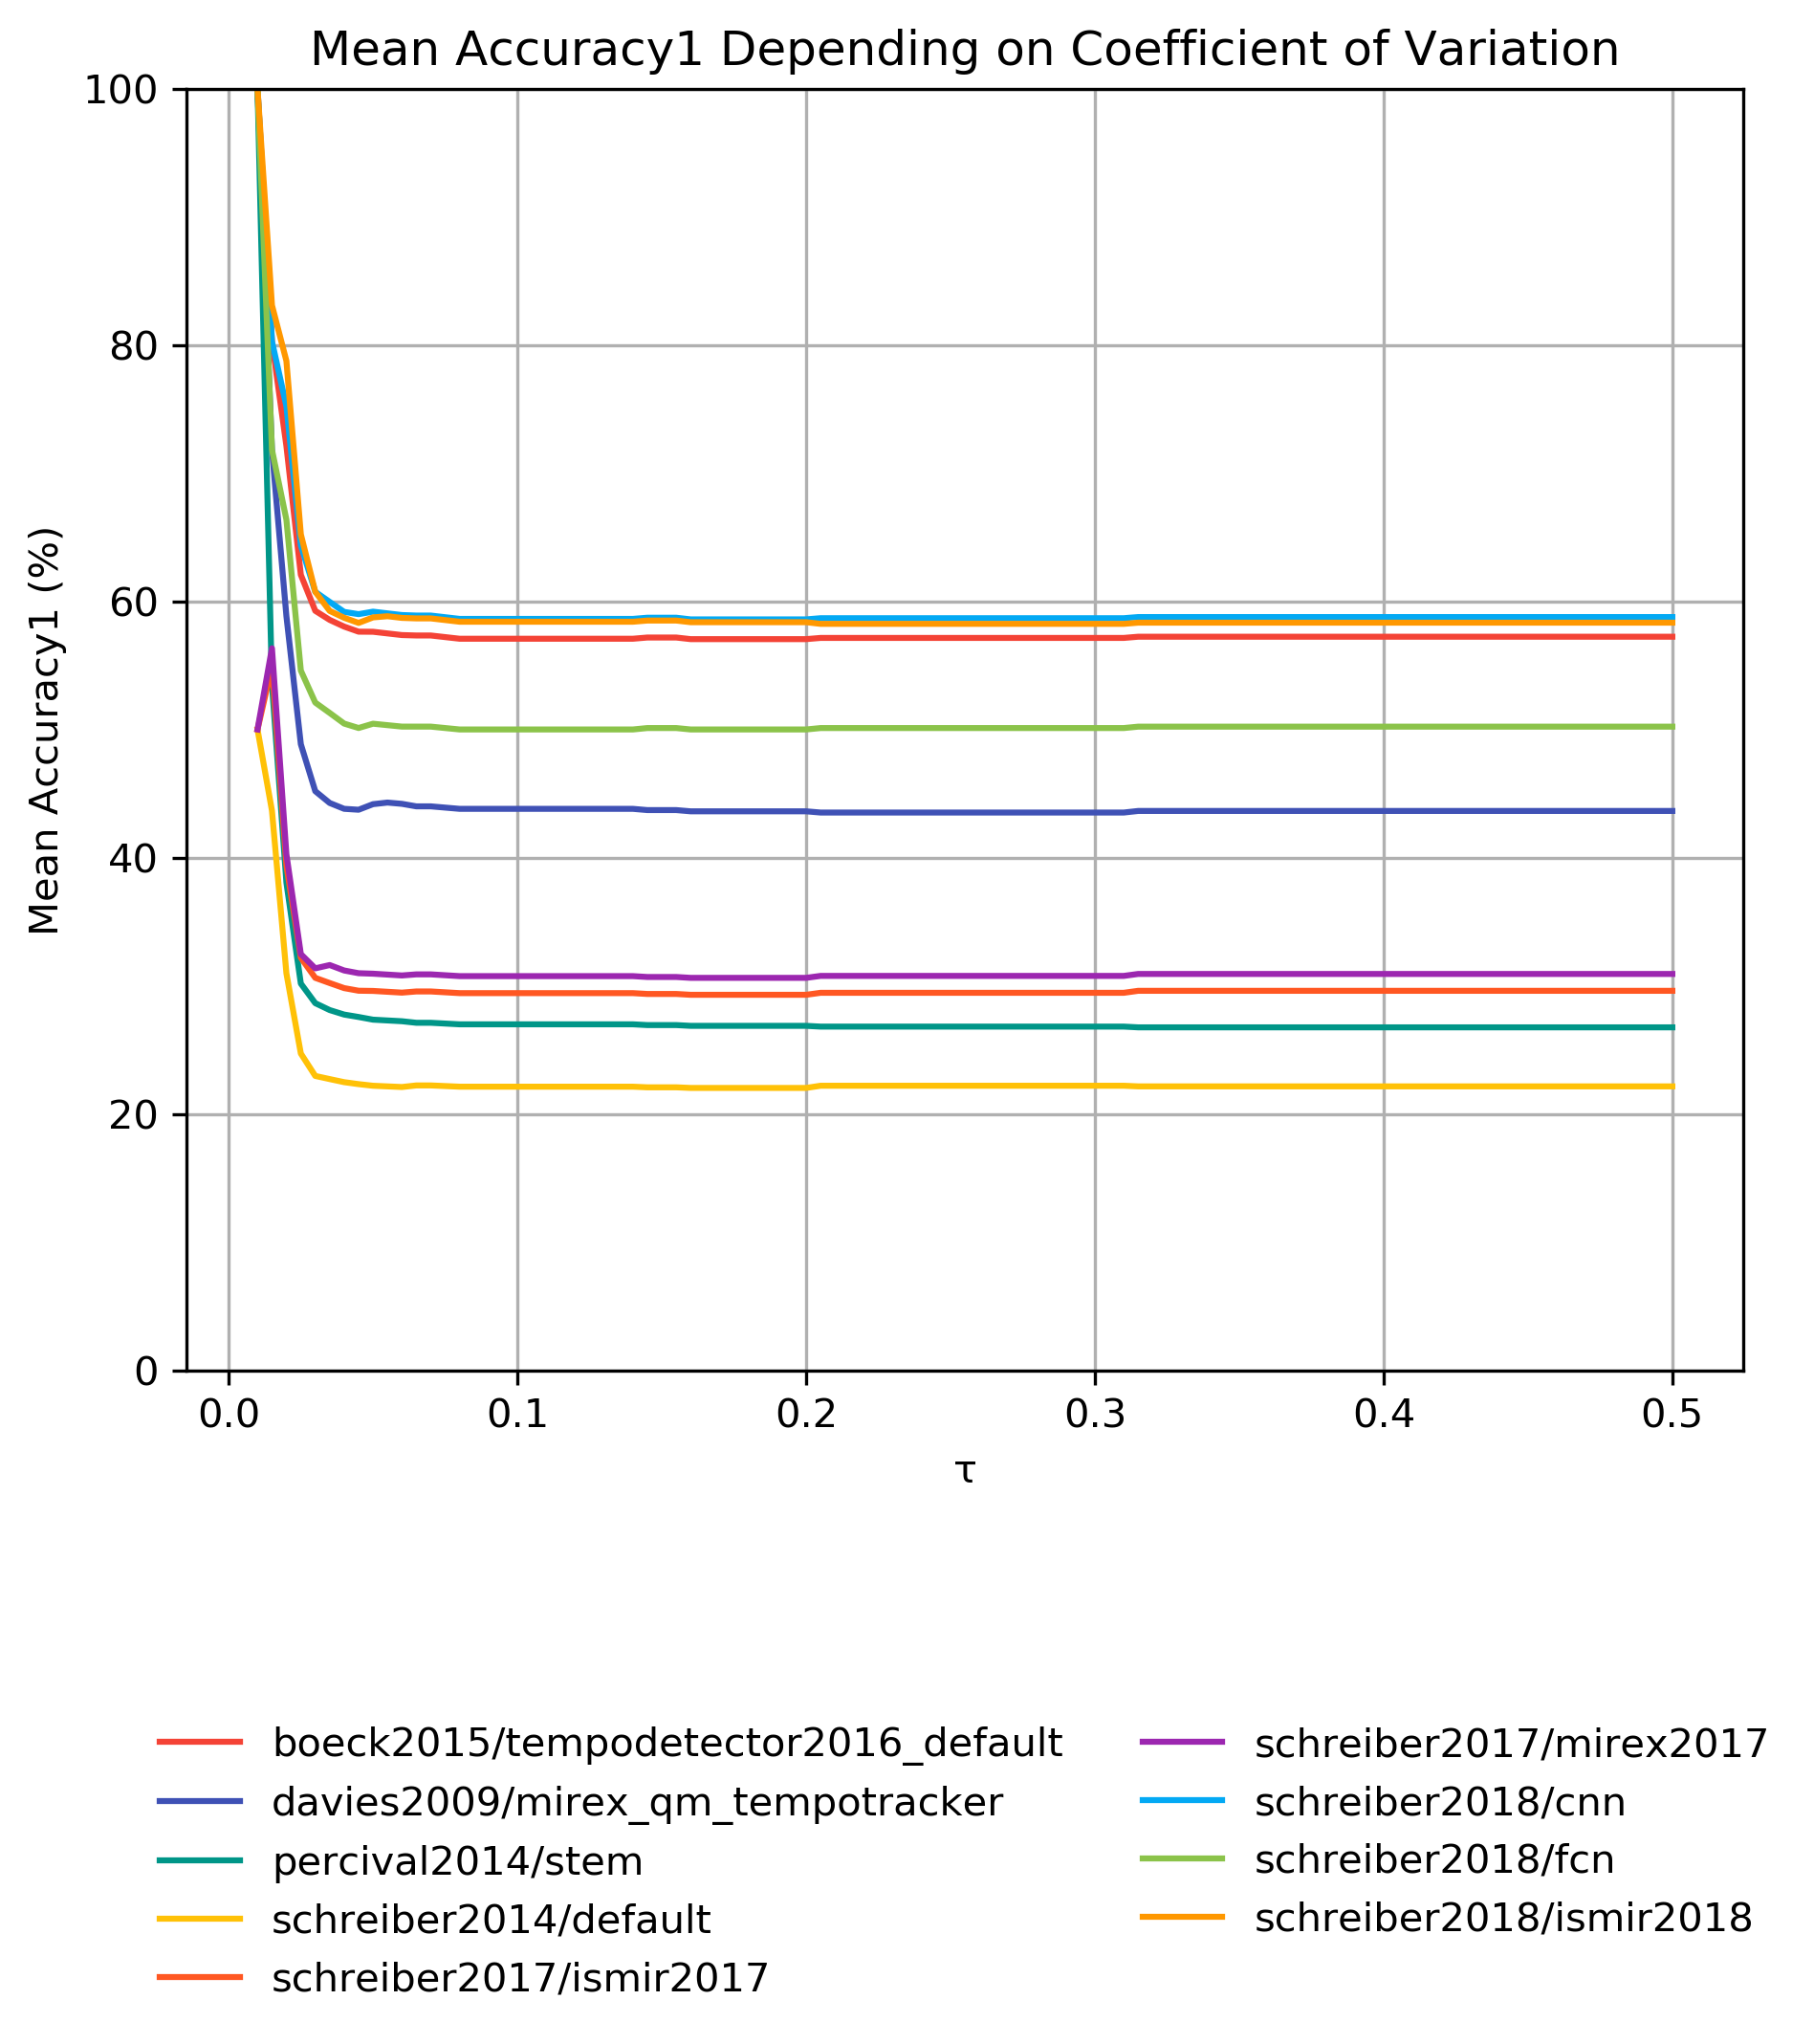 Mean Accuracy1 Depending on Coefficient of Variation
100
80
60
40
20
0
Mean Accuracy1 (%)
0.0 0.1 0.2 0.3 0.4 0.5
τ
boeck2015/tempodetector2016_default
davies2009/mirex_qm_tempotracker
percival2014/stem
schreiber2014/default
schreiber2017/ismir2017
schreiber2017/mirex2017
schreiber2018/cnn
schreiber2018/fcn
schreiber2018/ismir2018